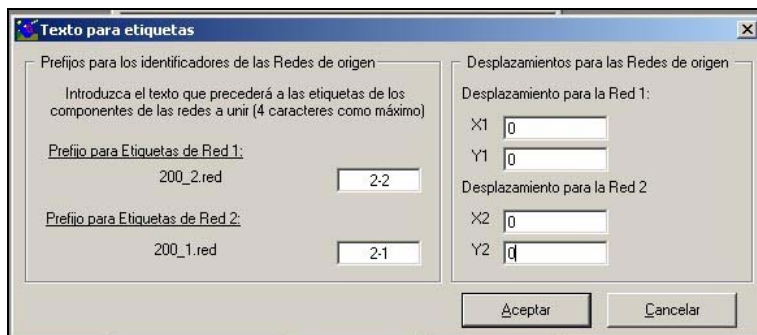 Texto para etiquetas
Prefijos para los identificadores de las Redes de origen
Introduzca el texto que precederá a las etiquetas de los
componentes de las redes a unir (4 caracteres como máximo)
Prefijo para Etiquetas de Red 1:
200_2.red
2-2
Prefijo para Etiquetas de Red 2:
200_1.red
2-1
Desplazamientos para las Redes de origen
Desplazamiento para la Red 1:
X1 0
Y1 0
Desplazamiento para la Red 2
X2 0
Y2 0
Aceptar
Cancelar